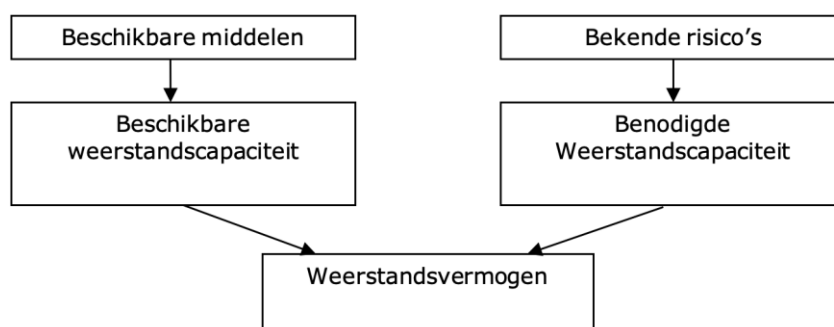 Beschikbare middelen
Bekende risico's
Beschikbare
weerstandscapaciteit
Benodigde
Weerstandscapaciteit
Weerstandsvermogen